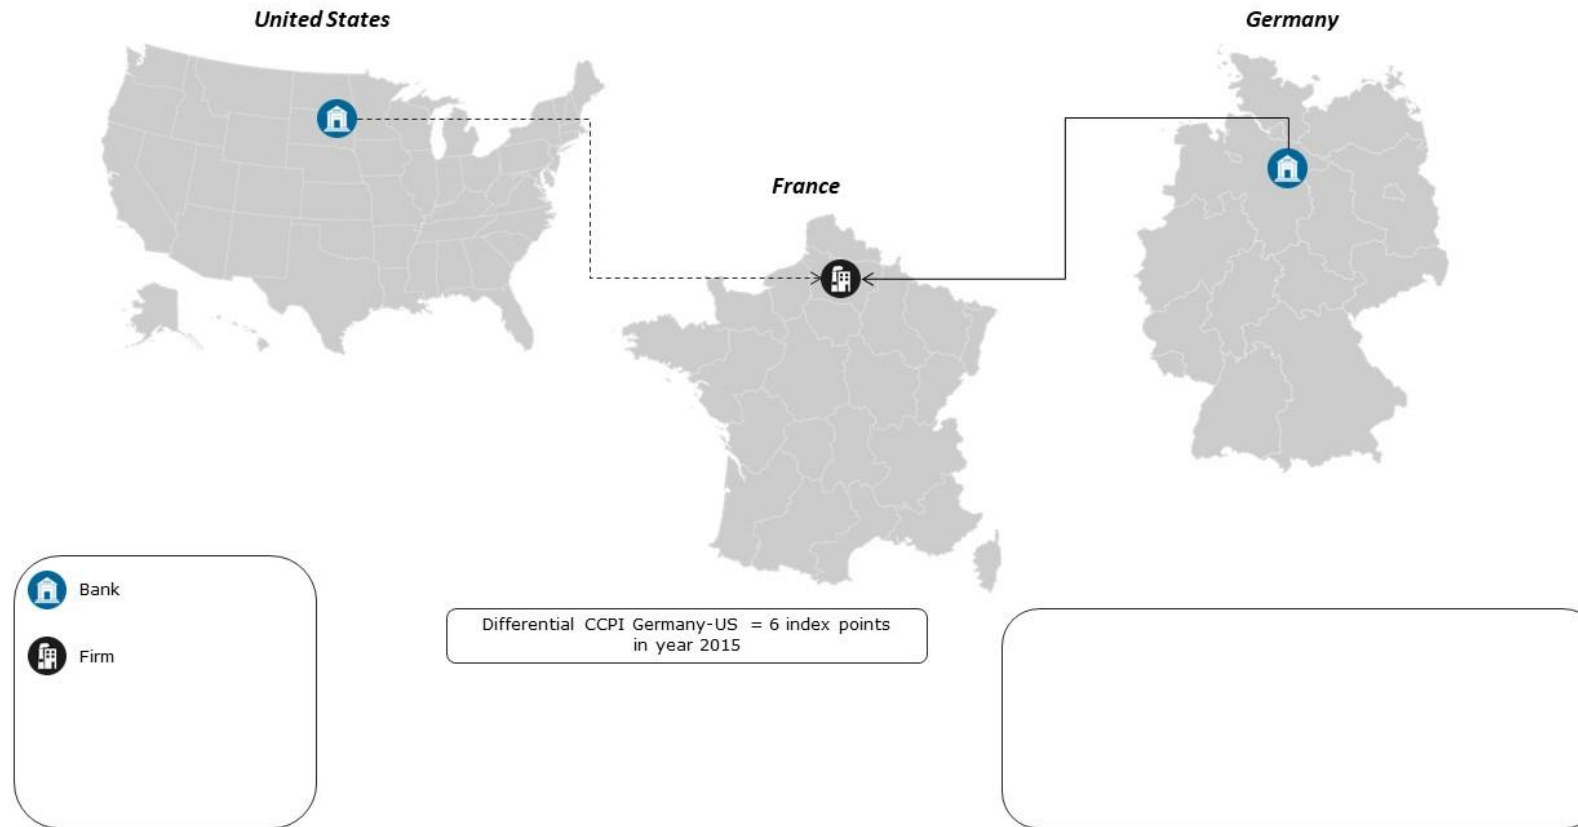 United States
Germany
France
Bank
Firm
Differential CCPI Germany-US = 6 index points
in year 2015